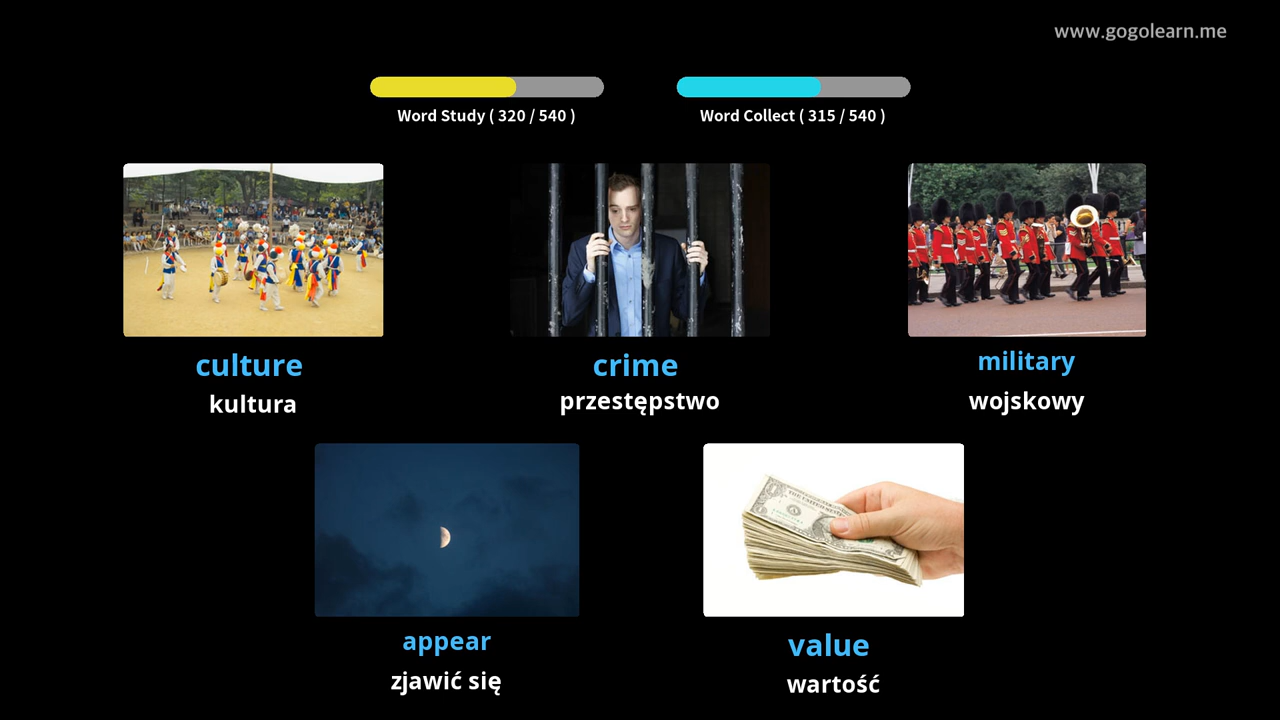 www.gogolearn.me
Word Study ( 320 / 540 )
Word Collect ( 315 / 540 )
culture
kultura
crime
przestępstwo
military
wojskowy
appear
zjawić się
value
wartość